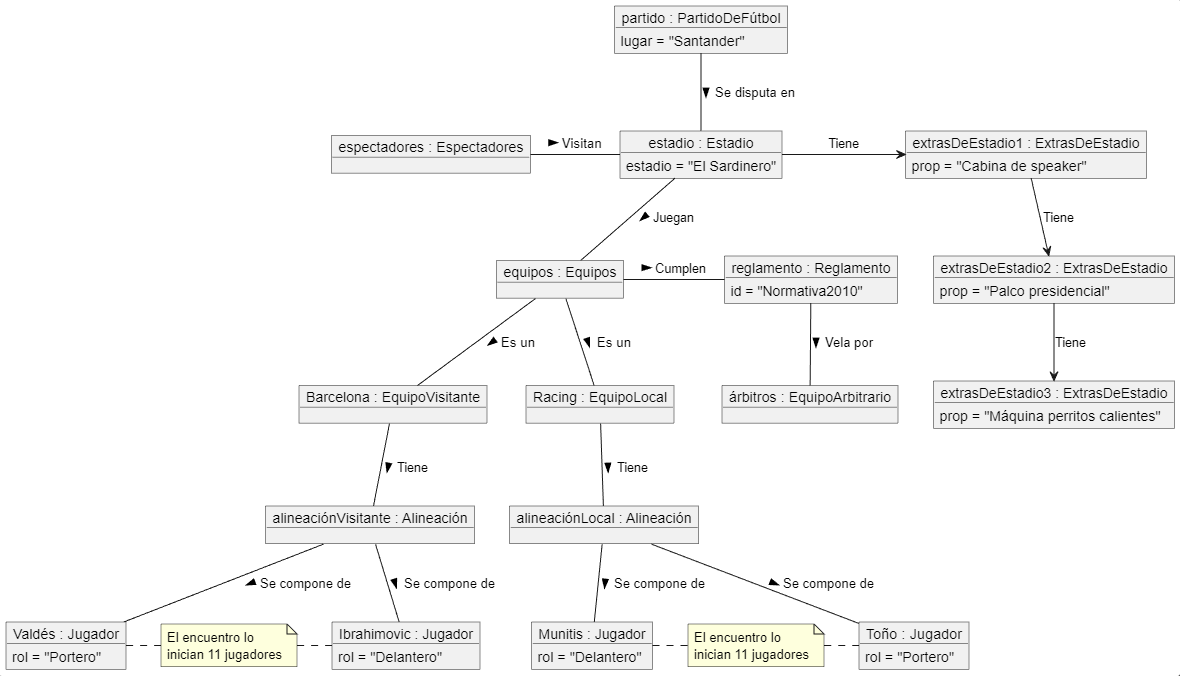 partido : PartidoDeFútbol
lugar = "Santander"
Se disputa en
espectadores : Espectadores
Visitan
estadio : Estadio
estadio = "El Sardinero"
Tiene
extrasDeEstadio1 : ExtrasDeEstadio
prop = "Cabina de speaker"
Juegan
Tiene
equipos : Equipos
Cumplen
reglamento : Reglamento
id = "Normativa2010"
extrasDeEstadio2 : ExtrasDeEstadio
prop = "Palco presidencial"
Es un
Es un
Vela por
Tiene
Barcelona : EquipoVisitante
Racing : EquipoLocal
árbitros : EquipoArbitrario
extrasDeEstadio3 : ExtrasDeEstadio
prop = "Máquina perritos calientes"
Tiene
Tiene
alineaciónVisitante : Alineación
alineaciónLocal : Alineación
Se compone de
Se compone de
Se compone de
Se compone de
Valdés : Jugador
rol = "Portero"
El encuentro lo
inician 11 jugadores
Ibrahimovic : Jugador
rol = "Delantero"
Munitis : Jugador
rol = "Delantero"
El encuentro lo
inician 11 jugadores
Toño : Jugador
rol = "Portero"